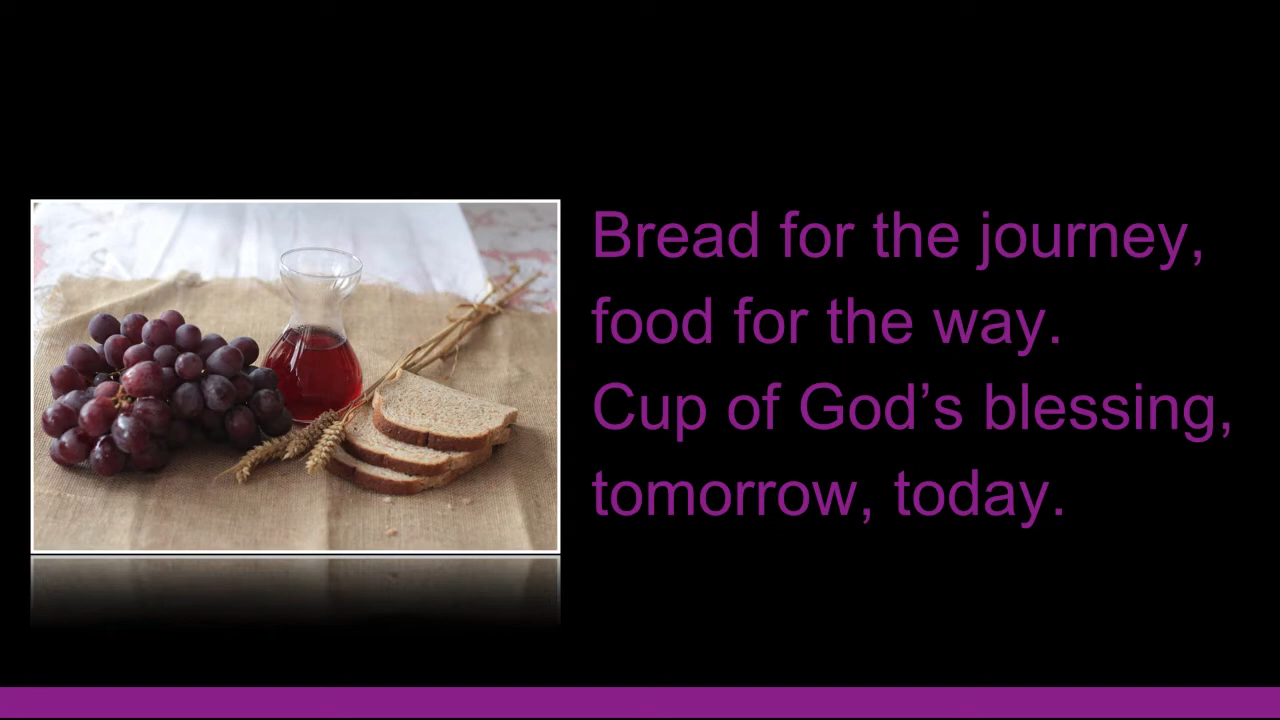 Bread for the journey,
food for the way.
Cup of God’s blessing,
tomorrow, today.